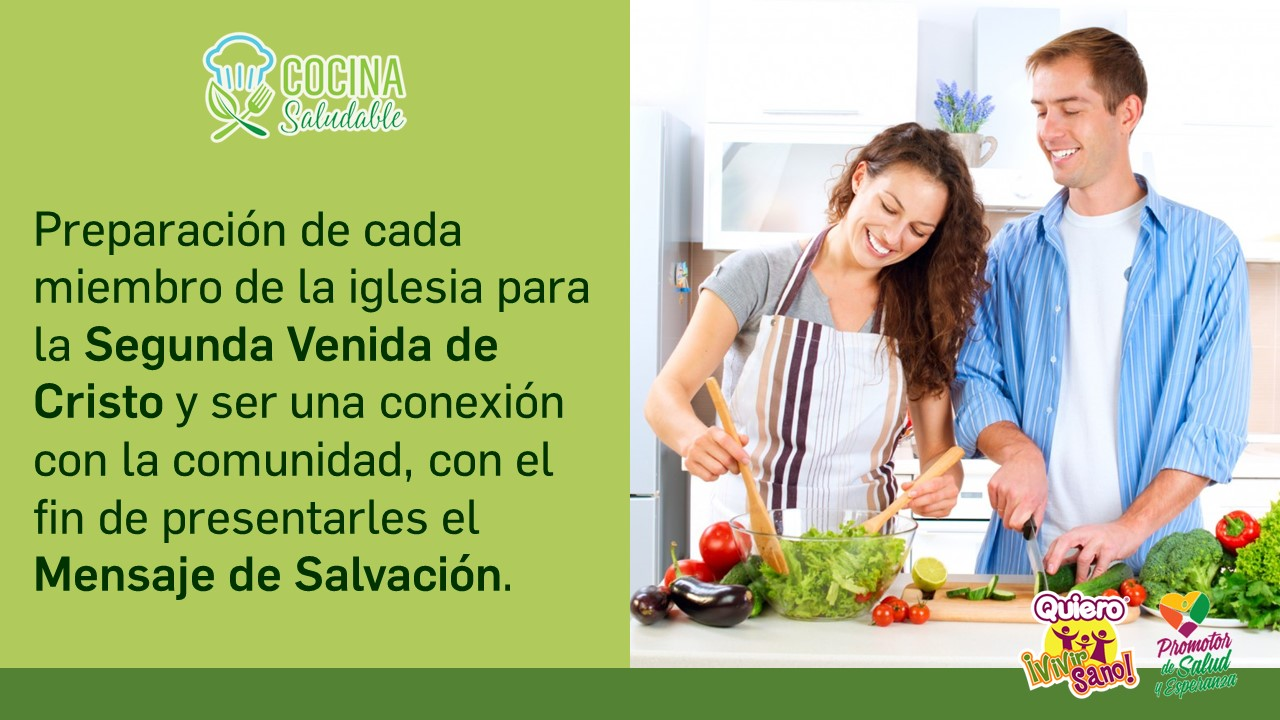 COCINA
Saludable
Preparación de cada
miembro de la iglesia para
la Segunda Venida de
Cristo y ser una conexión
con la comunidad, con el
fin de presentarles el
Mensaje de Salvación.
Quiero
¡Vivir
Sano!
Promotor
de Salud
y Esperanza